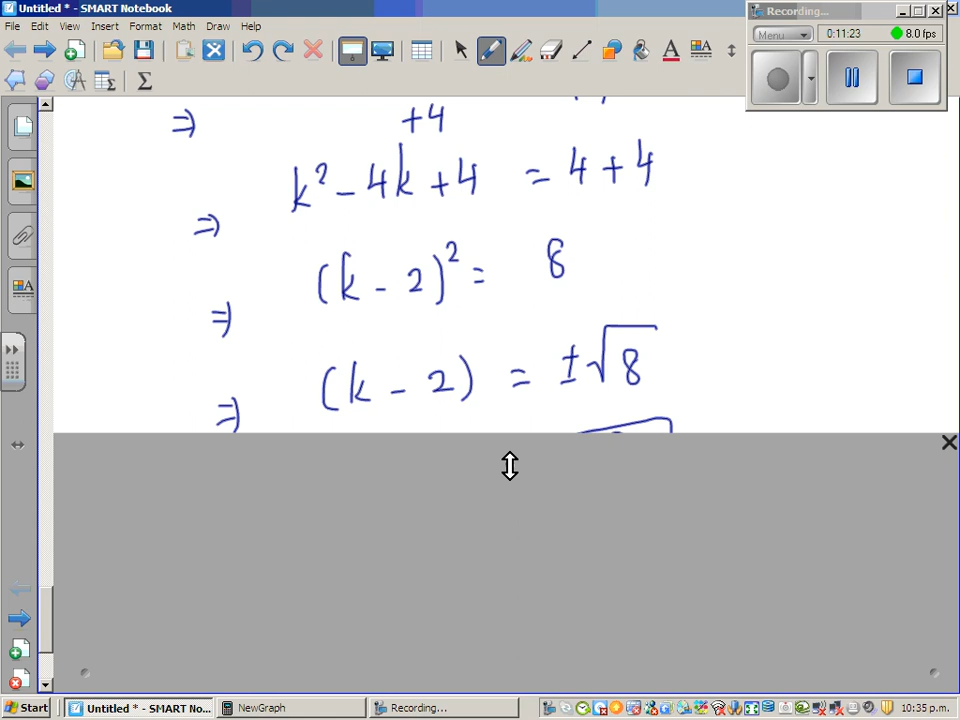 Untitled * - SMART Notebook
File Edit View Insert Format Math Draw Help
Recording...
Menu 0:11:23 8.0 fps
⇒ +4
k² - 4k + 4 = 4 + 4
⇒
(k - 2)² = 8
⇒
(k - 2) = ±√8
⇒
Start Untitled * - SMART No... NewGraph Recording... 10:35 p.m.